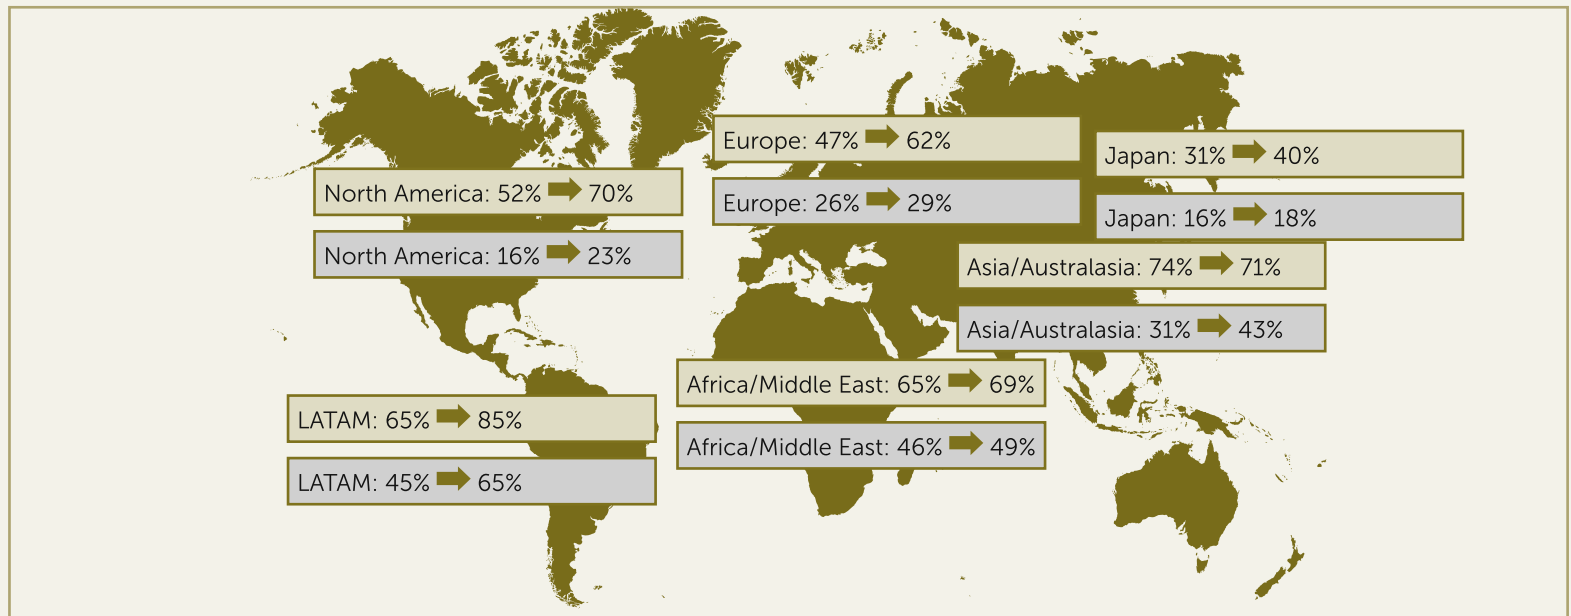 Europe: 47% 62%
Japan: 31% 40%
North America: 52% 70%
Europe: 26% 29%
Japan: 16% 18%
North America: 16% 23%
Asia/Australasia: 74% 71%
Asia/Australasia: 31% 43%
Africa/Middle East: 65% 69%
LATAM: 65% 85%
Africa/Middle East: 46% 49%
LATAM: 45% 65%